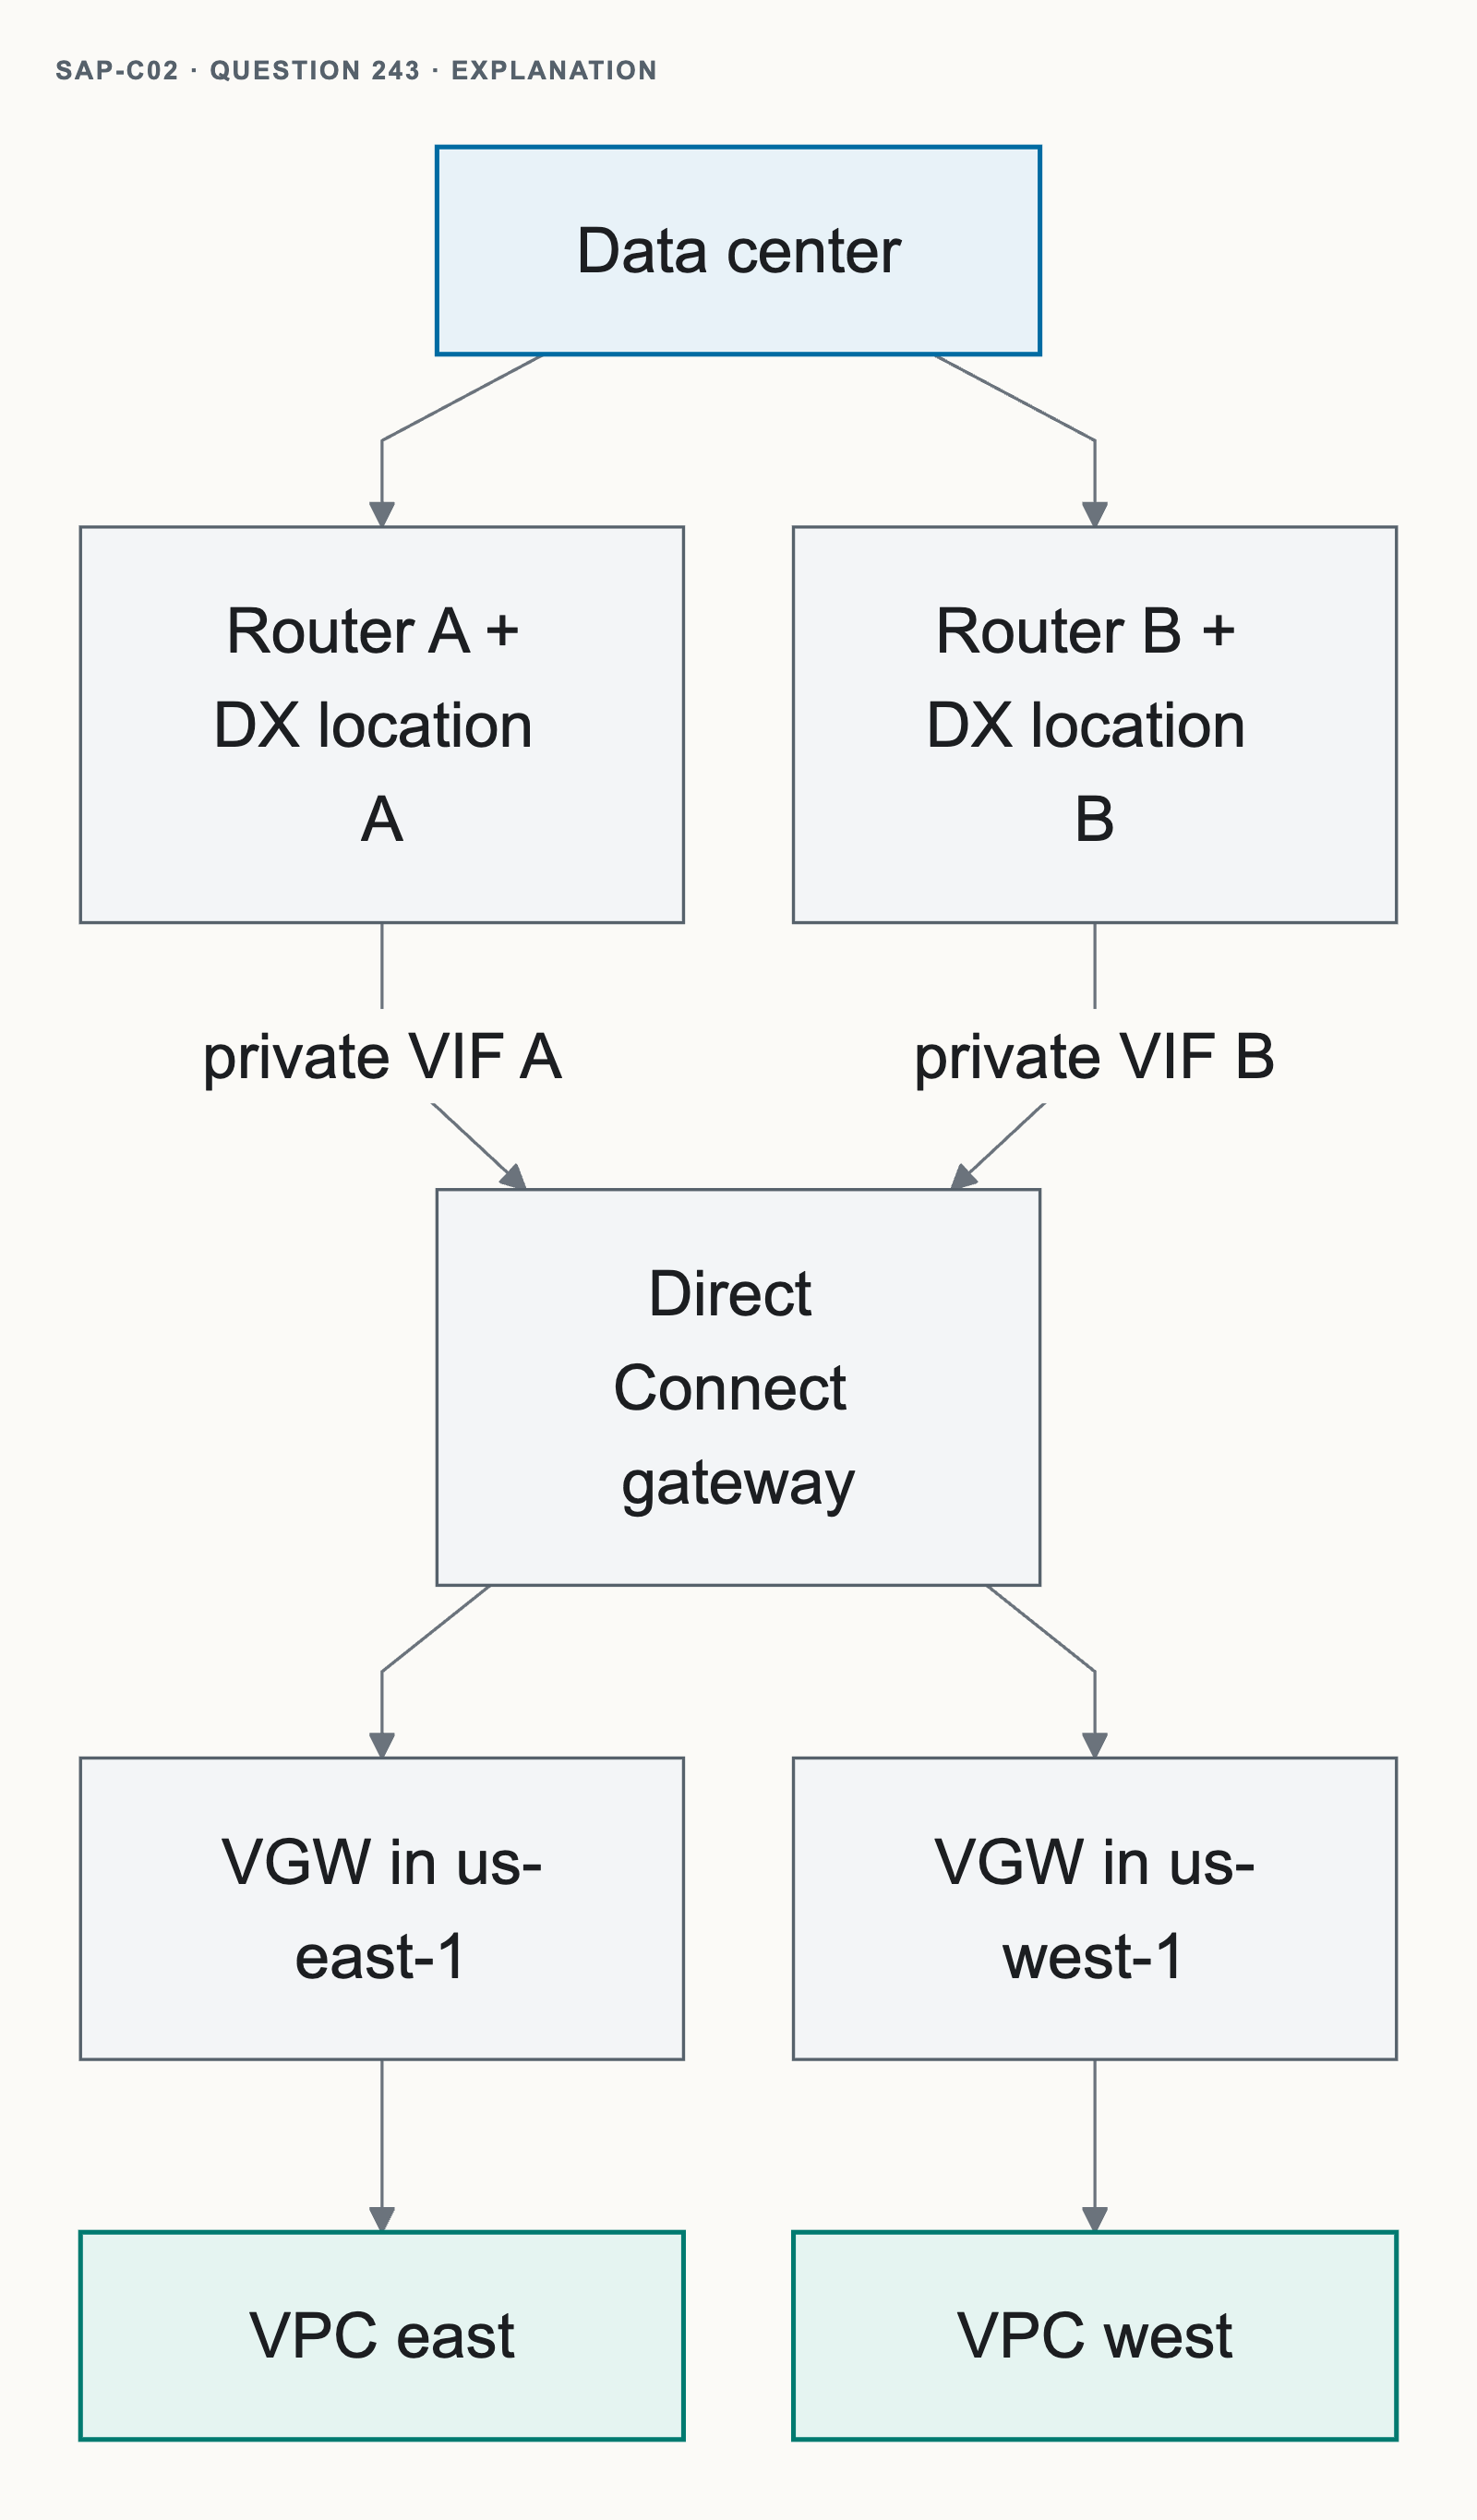 SAP-C02 · QUESTION 243 · EXPLANATION
Data center
Router A +
DX location
A
Router B +
DX location
B
private VIF A
private VIF B
Direct
Connect
gateway
VGW in us-
east-1
VGW in us-
west-1
VPC east
VPC west